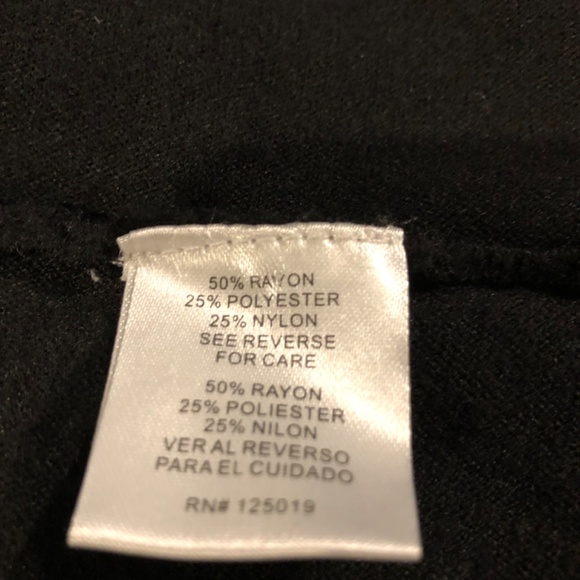 50% RAYON
25% POLYESTER
25% NYLON
SEE REVERSE
FOR CARE
50% RAYON
25% POLIESTER
25% NILON
VER AL REVERSO
PARA EL CUIDADO
RN# 125019